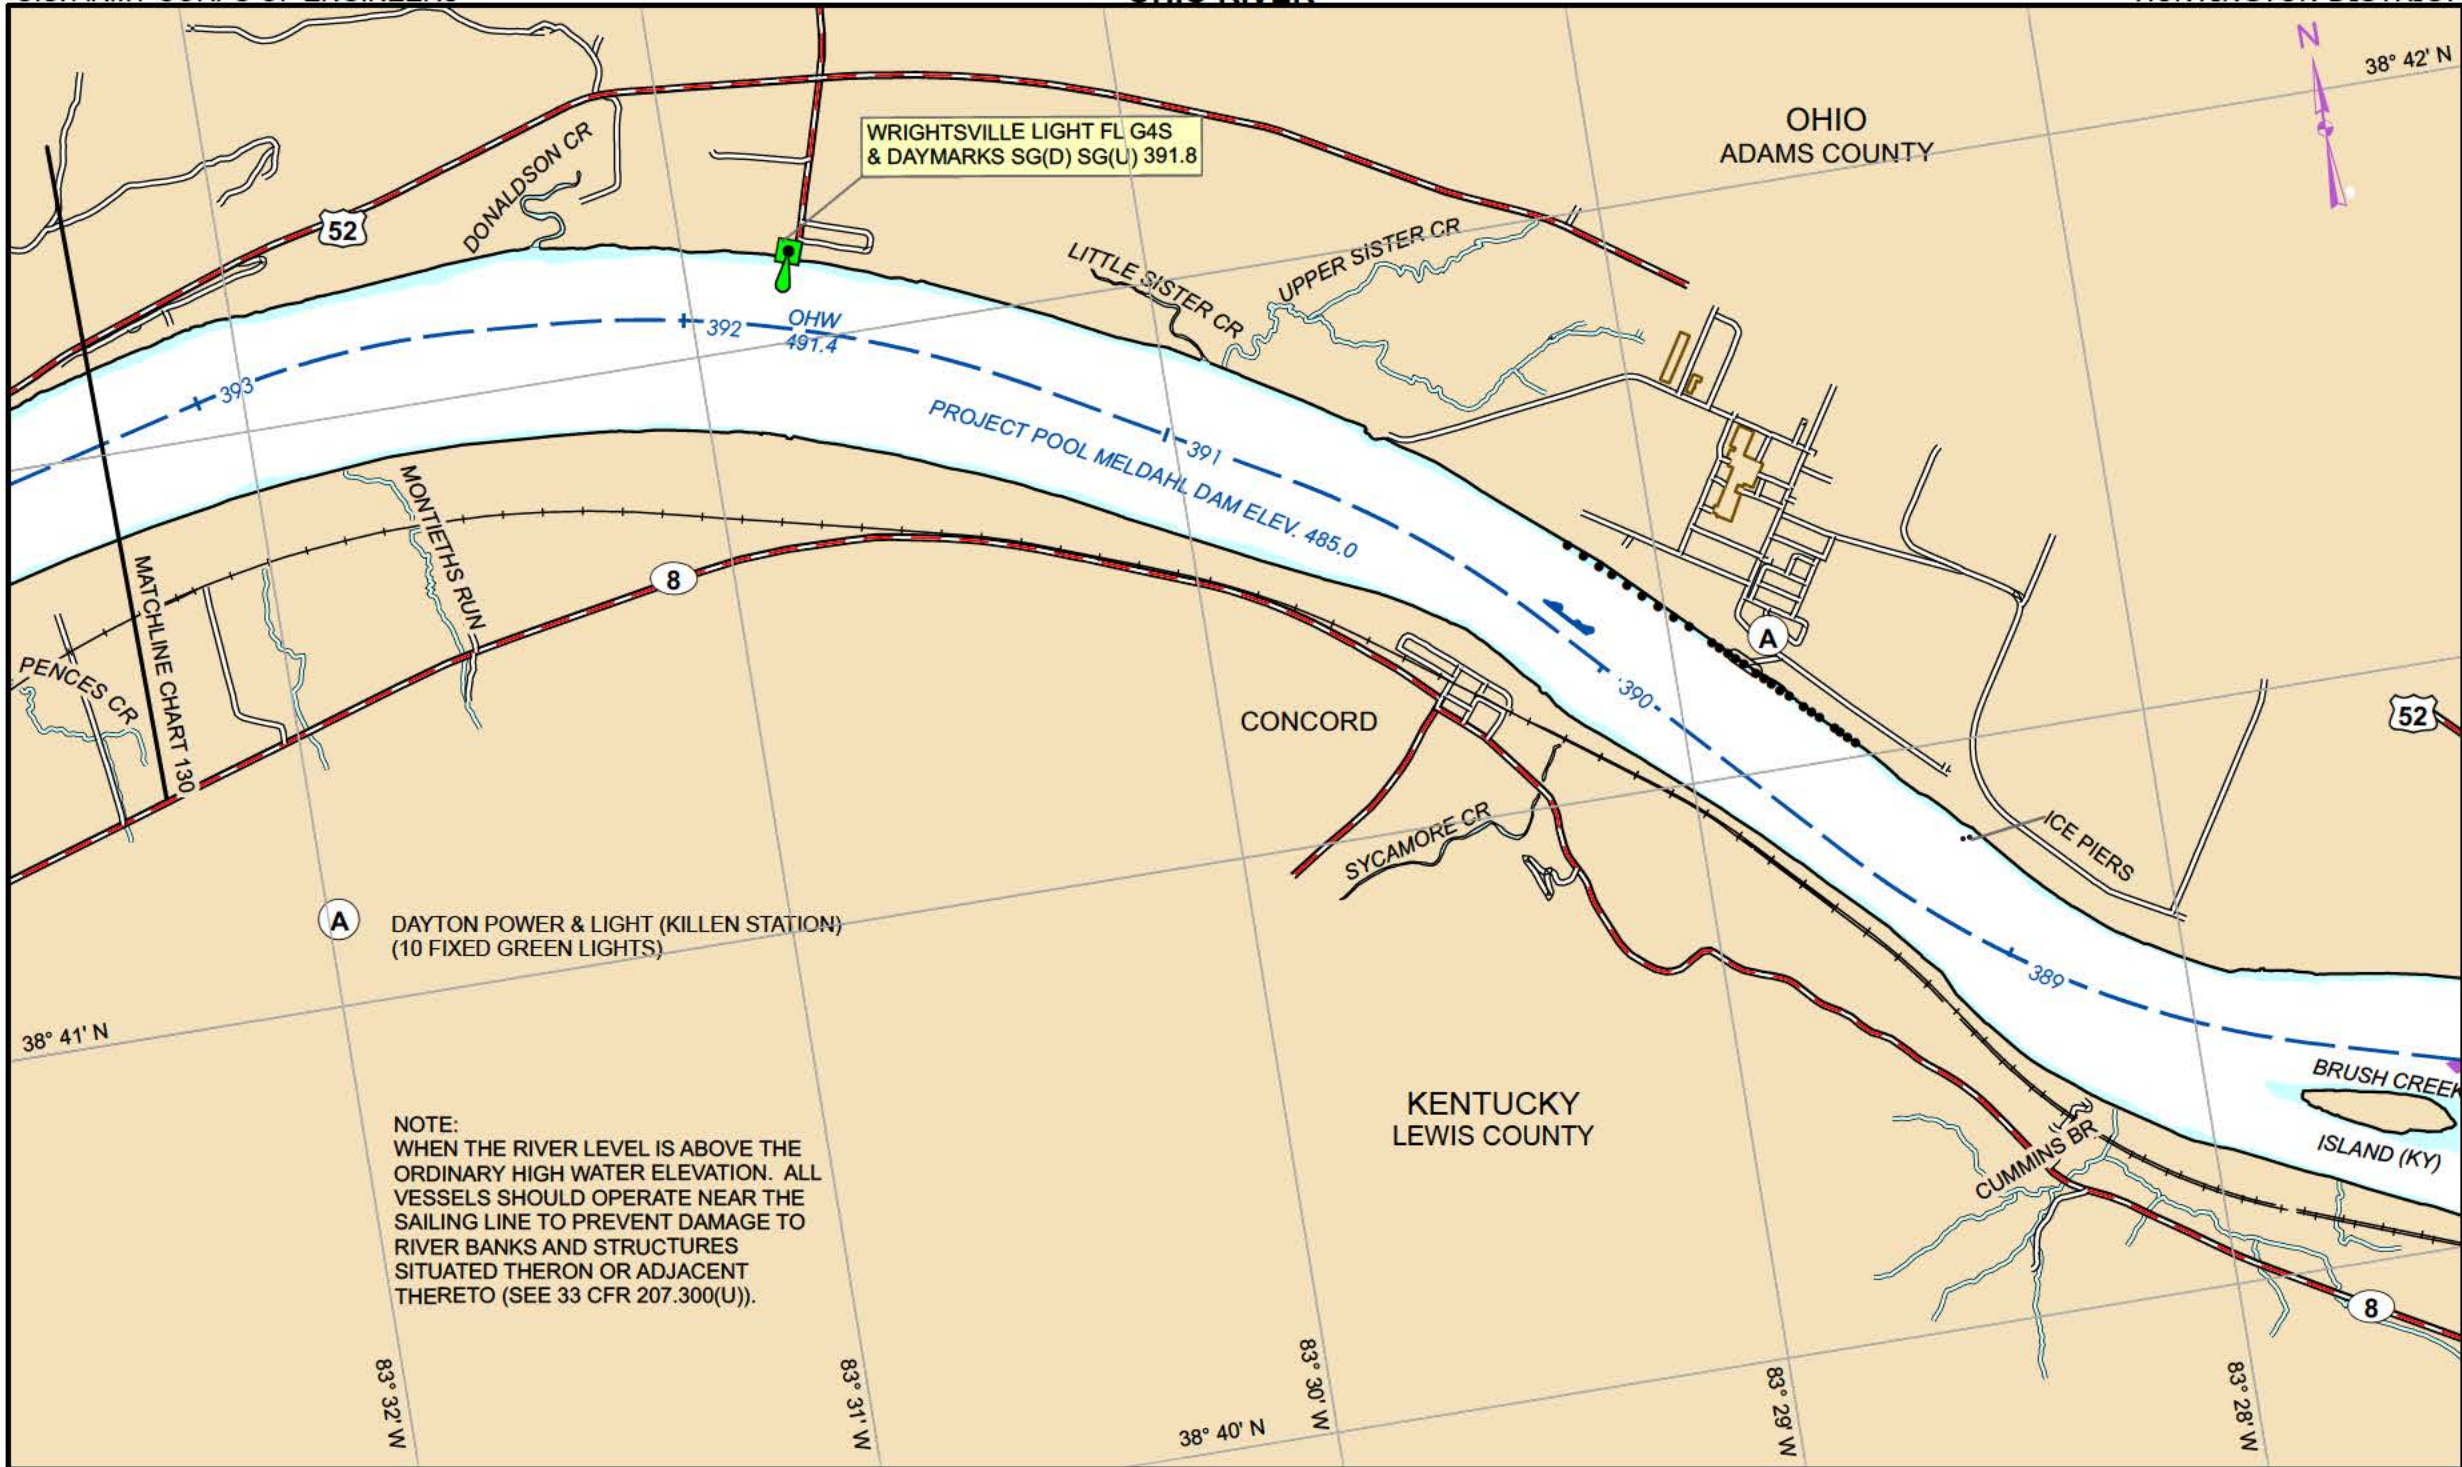 OHIO RIVER
N
38° 42' N
OHIO
ADAMS COUNTY
WRIGHTSVILLE LIGHT FL G4S
& DAYMARKS SG(D) SG(U) 391.8
DONALDSON CR
52
LITTLE SISTER CR
UPPER SISTER CR
393
392
OHW
491.4
391
PROJECT POOL MELDAHL DAM ELEV. 485.0
MONTIETHS RUN
8
MATCHLINE CHART 130
PENCES CR
A
390
CONCORD
52
SYCAMORE CR
ICE PIERS
A
DAYTON POWER & LIGHT (KILLEN STATION)
(10 FIXED GREEN LIGHTS)
389
38° 41' N
BRUSH CREEK
ISLAND (KY)
KENTUCKY
LEWIS COUNTY
CUMMINS BR
NOTE:
WHEN THE RIVER LEVEL IS ABOVE THE
ORDINARY HIGH WATER ELEVATION. ALL
VESSELS SHOULD OPERATE NEAR THE
SAILING LINE TO PREVENT DAMAGE TO
RIVER BANKS AND STRUCTURES
SITUATED THERON OR ADJACENT
THERETO (SEE 33 CFR 207.300(U)).
8
83° 32' W
83° 31' W
83° 30' W
83° 29' W
83° 28' W
38° 40' N